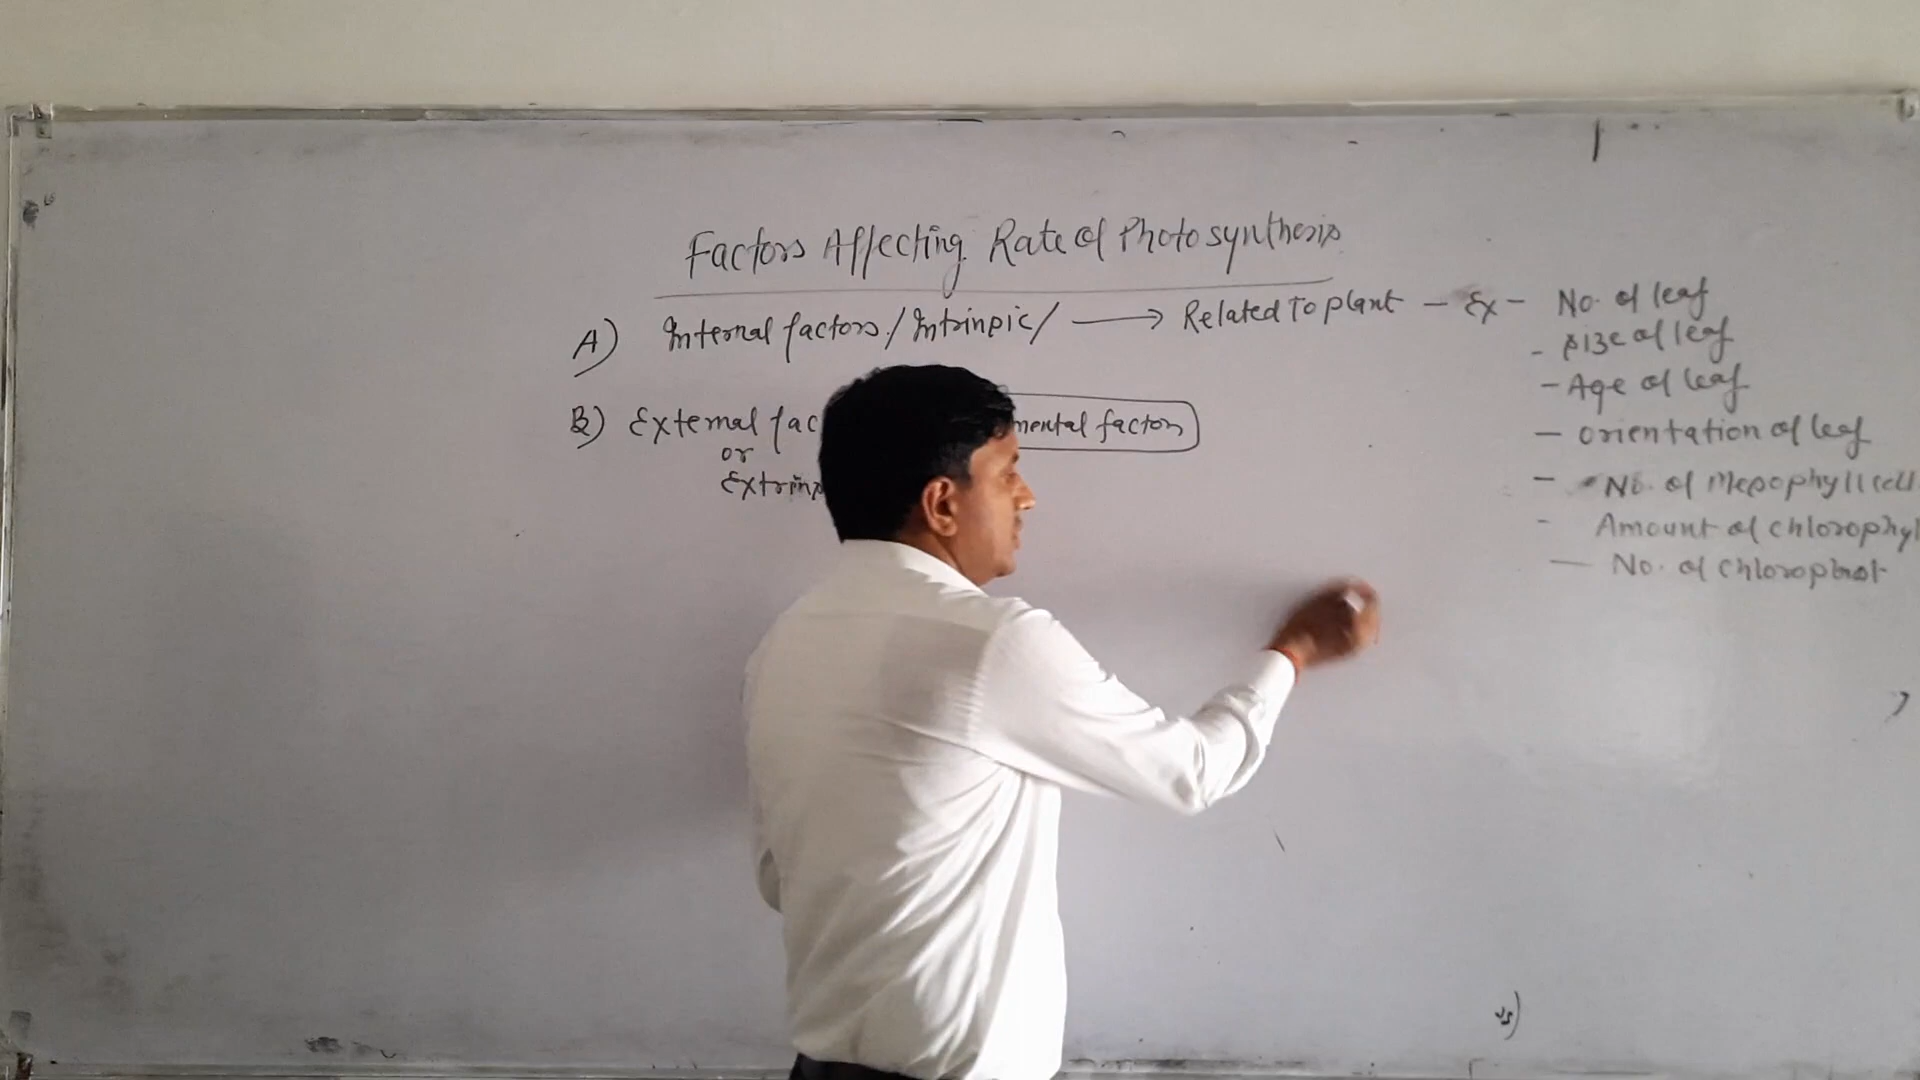 Factors Affecting Rate of Photosynthesis
A) Internal factors / Intrinsic / → Related To plant - Ex - No. of leaf
- size of leaf
- Age of leaf
B) External fac mental factors
- orientation of leaf
or
Extrins
- No. of Mesophyll cell
- Amount of chlorophyl
- No. of chloroplast